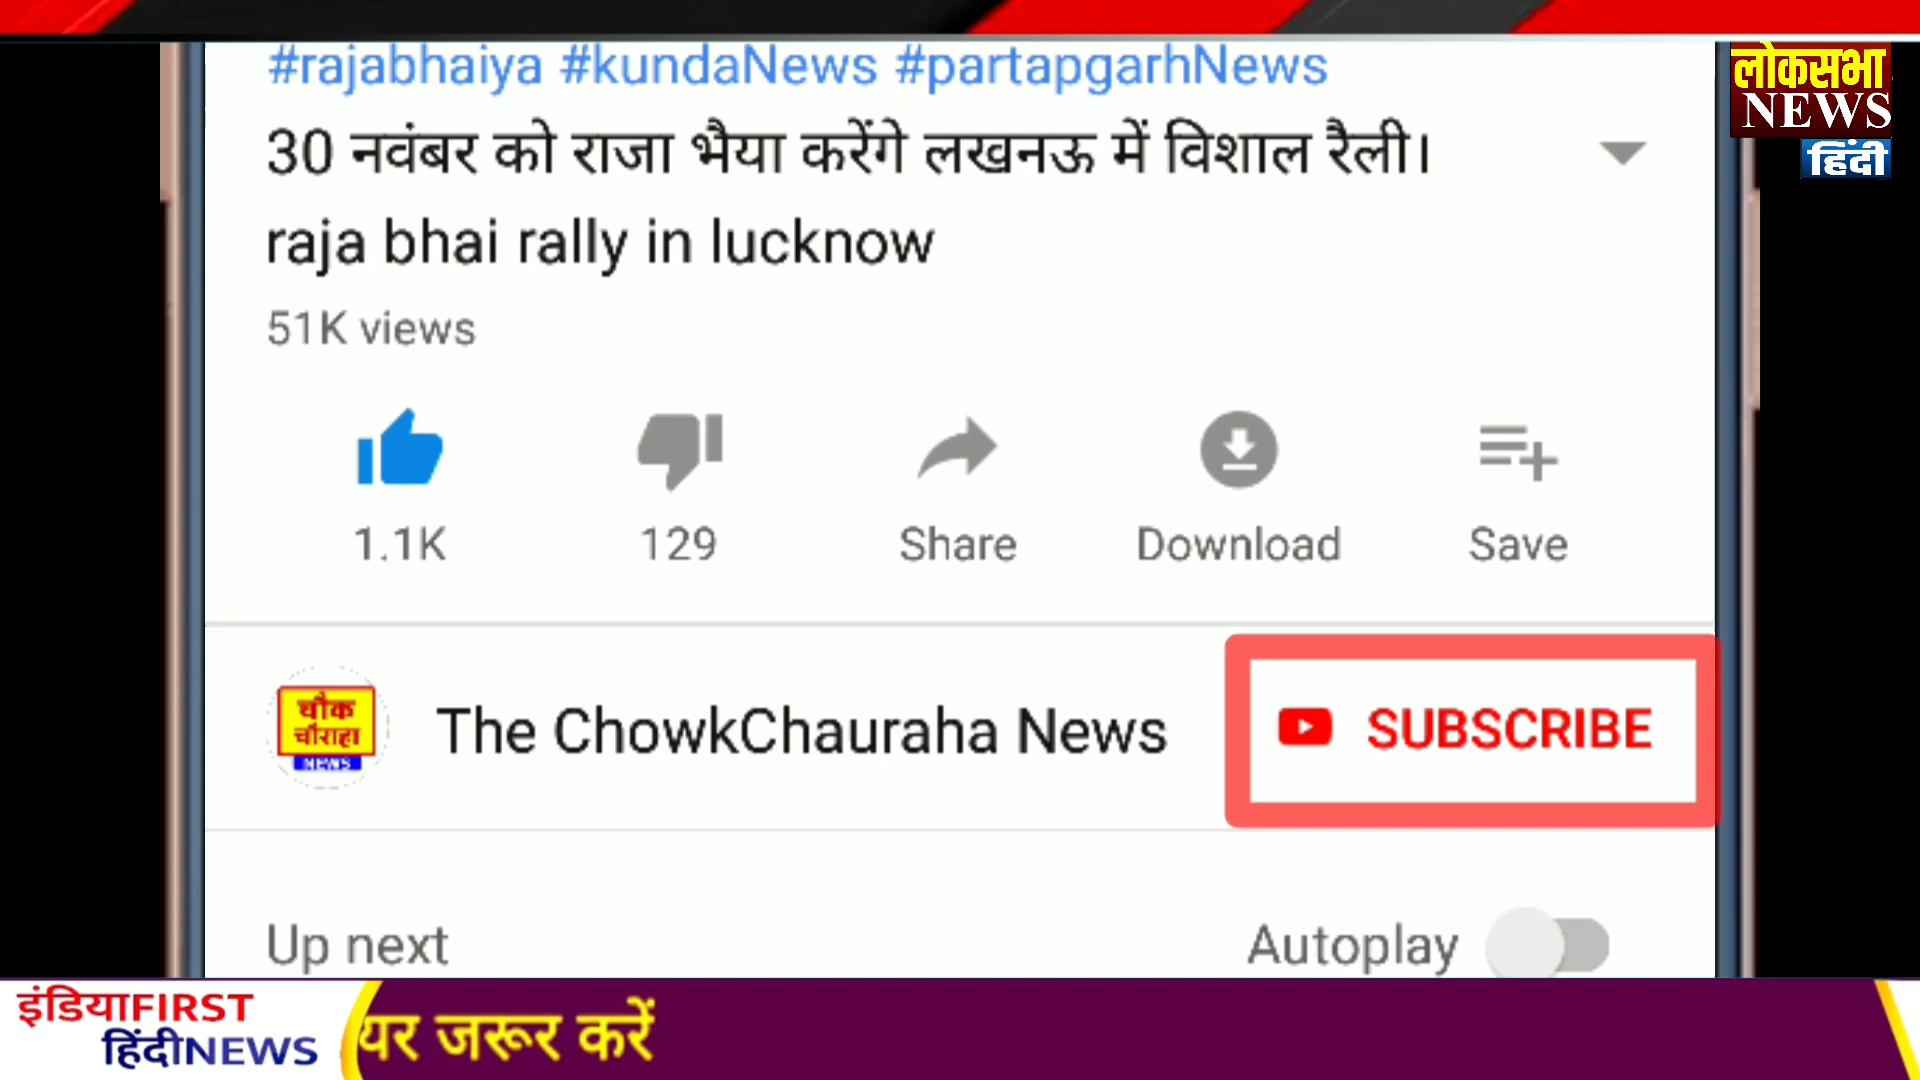 #rajabhaiya #kundaNews #partapgarhNews
लोकसभा
NEWS
हिंदी
30 नवंबर को राजा भैया करेंगे लखनऊ में विशाल रैली।
raja bhai rally in lucknow
51K views
1.1K 129 Share Download Save
चौक
चौराहा
NEWS
The ChowkChauraha News
SUBSCRIBE
Up next Autoplay
इंडियाFIRST
हिंदीNEWS
यर जरूर करें